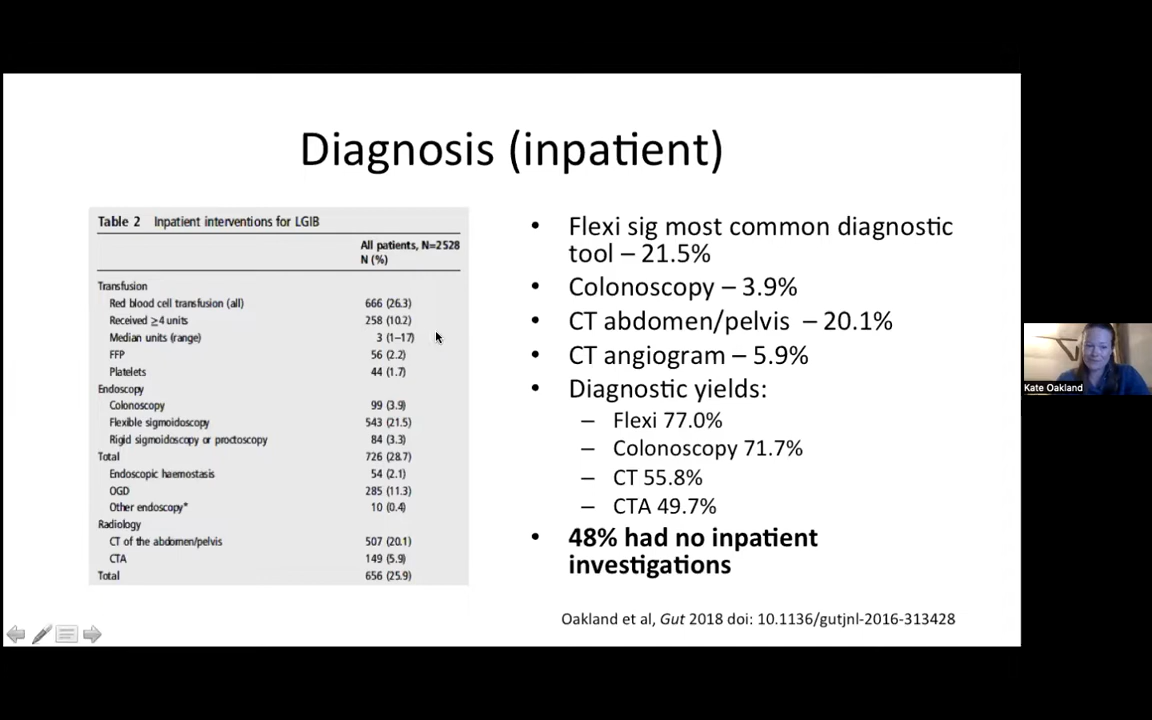 Diagnosis (inpatient)
Table 2 Inpatient interventions for LGIB
All patients, N=2528
N (%)
Transfusion
Red blood cell transfusion (all) 666 (26.3)
Received ≥4 units 258 (10.2)
Median units (range) 3 (1–17)
FFP 56 (2.2)
Platelets 44 (1.7)
Endoscopy
Colonoscopy 99 (3.9)
Flexible sigmoidoscopy 543 (21.5)
Rigid sigmoidoscopy or proctoscopy 84 (3.3)
Total 726 (28.7)
Endoscopic haemostasis 54 (2.1)
OGD 285 (11.3)
Other endoscopy* 10 (0.4)
Radiology
CT of the abdomen/pelvis 507 (20.1)
CTA 149 (5.9)
Total 656 (25.9)
• Flexi sig most common diagnostic
tool – 21.5%
• Colonoscopy – 3.9%
• CT abdomen/pelvis – 20.1%
• CT angiogram – 5.9%
• Diagnostic yields:
– Flexi 77.0%
– Colonoscopy 71.7%
– CT 55.8%
– CTA 49.7%
• 48% had no inpatient
investigations
Oakland et al, Gut 2018 doi: 10.1136/gutjnl-2016-313428
Kate Oakland